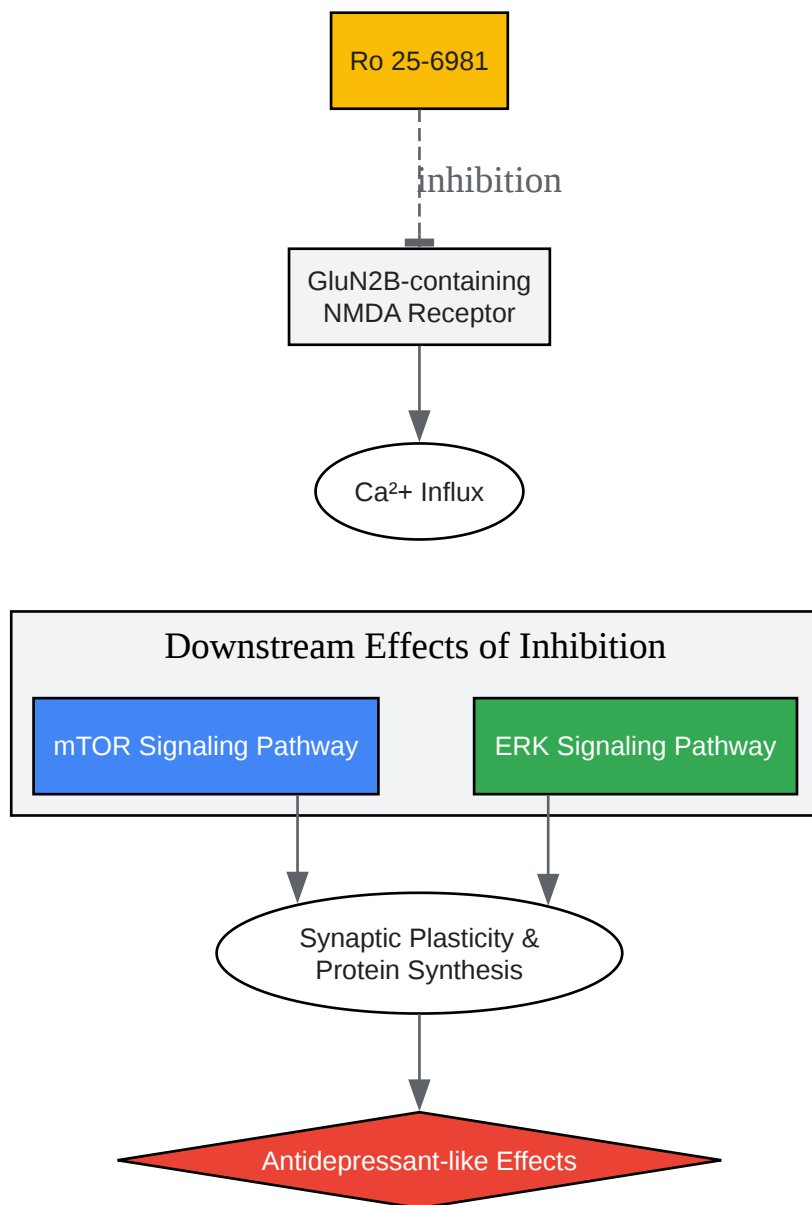 Ro 25-6981
inhibition
GluN2B-containing
NMDA Receptor
Ca²+ Influx
Downstream Effects of Inhibition
mTOR Signaling Pathway
ERK Signaling Pathway
Synaptic Plasticity &
Protein Synthesis
Antidepressant-like Effects